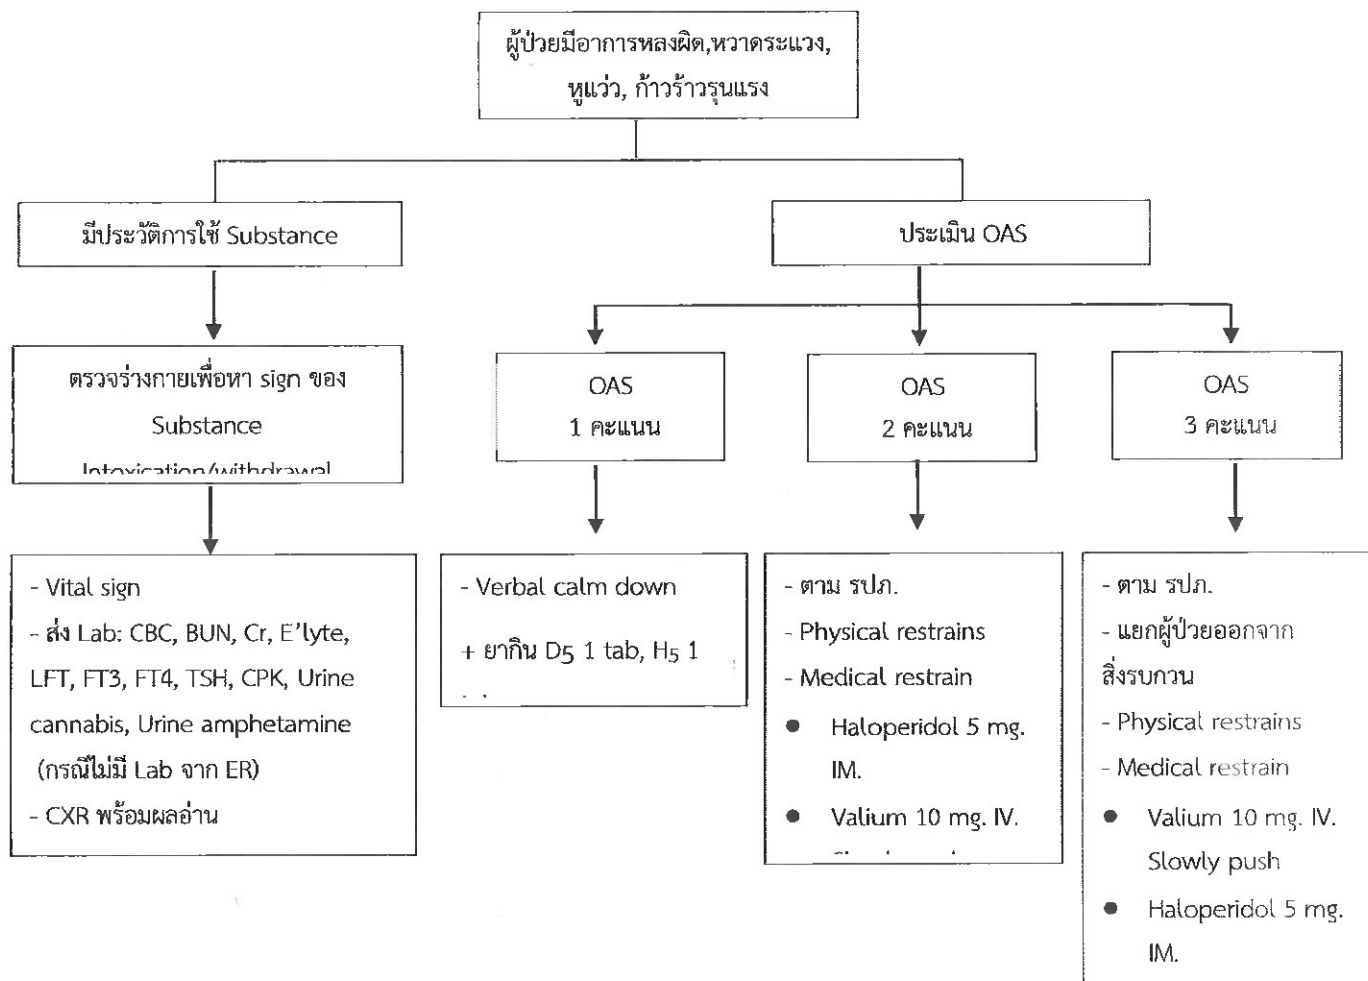 ผู้ป่วยมีอาการหลงผิด,หวาดระแวง,
หูแว่ว, ก้าวร้าวรุนแรง
มีประวัติการใช้ Substance
ประเมิน OAS
ตรวจร่างกายเพื่อหา sign ของ
Substance
Intoxication/withdrawal
OAS
1 คะแนน
OAS
2 คะแนน
OAS
3 คะแนน
- Vital sign
- ส่ง Lab: CBC, BUN, Cr, E'lyte,
LFT, FT3, FT4, TSH, CPK, Urine
cannabis, Urine amphetamine
(กรณีไม่มี Lab จาก ER)
- CXR พร้อมผลอ่าน
- Verbal calm down
+ ยากิน D5 1 tab, H5 1
- ตาม รปภ.
- Physical restrains
- Medical restrain
● Haloperidol 5 mg.
IM.
● Valium 10 mg. IV.
- ตาม รปภ.
- แยกผู้ป่วยออกจาก
สิ่งรบกวน
- Physical restrains
- Medical restrain
● Valium 10 mg. IV.
Slowly push
● Haloperidol 5 mg.
IM.